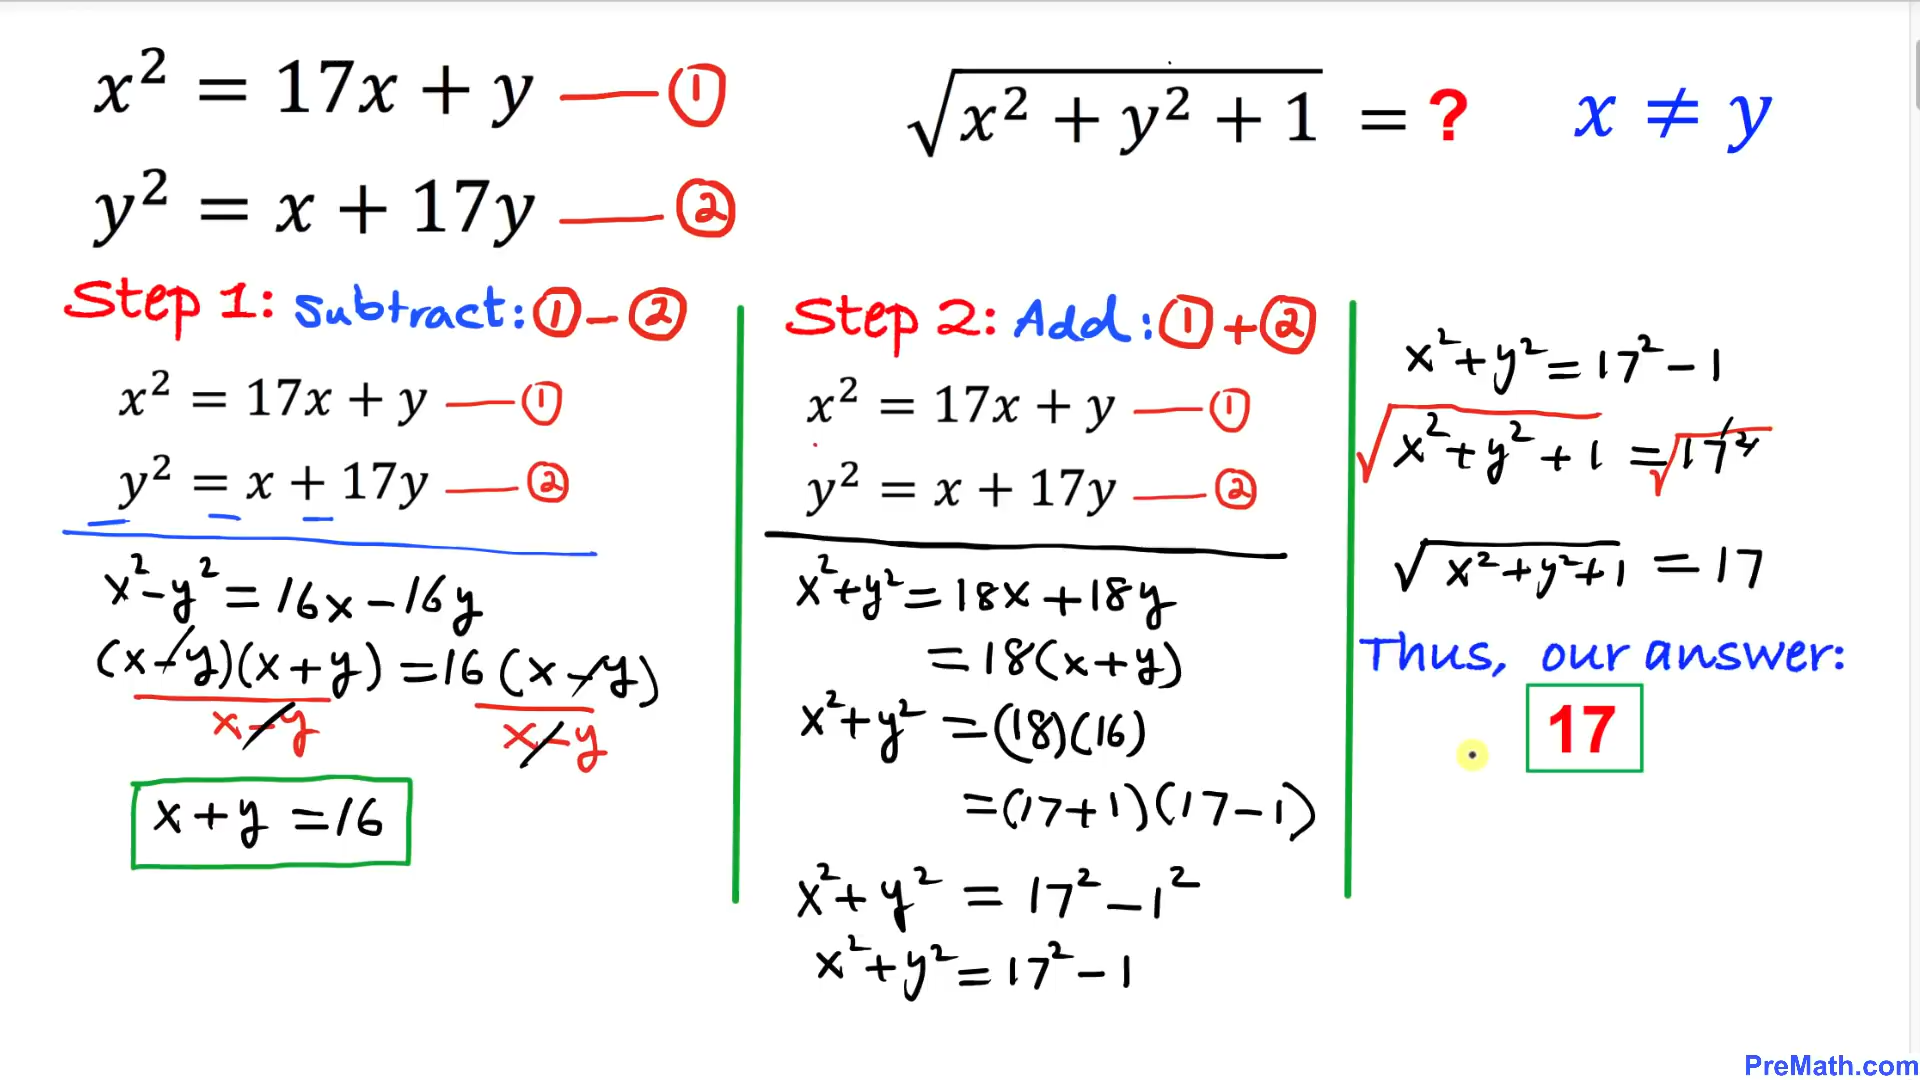 x² = 17x + y —①
y² = x + 17y —②
√(x² + y² + 1) = ?
x ≠ y
Step 1: Subtract: ① - ②
x² = 17x + y —①
y² = x + 17y —②
x² - y² = 16x - 16y
(x-y)(x+y)/(x-y) = 16(x-y)/(x-y)
x + y = 16
Step 2: Add: ① + ②
x² = 17x + y —①
y² = x + 17y —②
x² + y² = 18x + 18y
= 18(x+y)
x² + y² = (18)(16)
= (17+1)(17-1)
x² + y² = 17² - 1²
x² + y² = 17² - 1
x² + y² = 17² - 1
√(x² + y² + 1) = √(17²)
√(x² + y² + 1) = 17
Thus, our answer:
17
PreMath.com